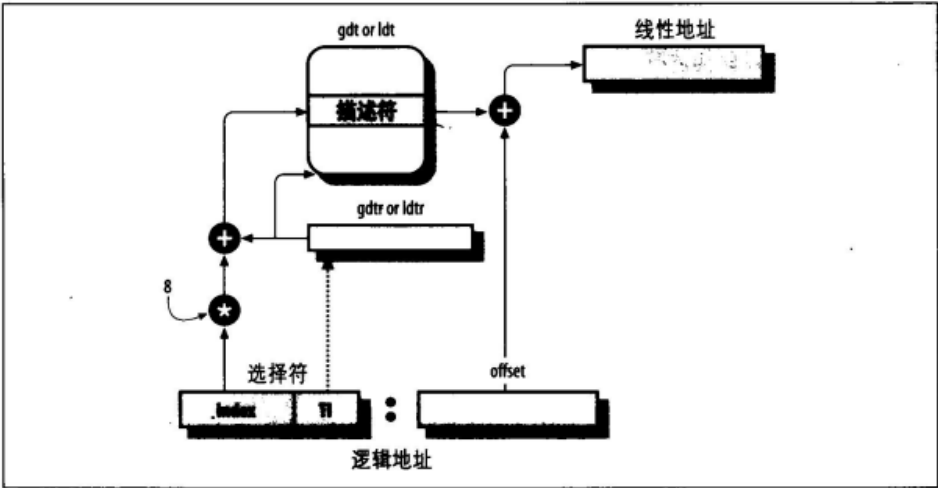 gdt or ldt
线性地址
描述符
+
+
gdtr or ldtr
8
*
选择符
offset
index
TI
:
逻辑地址